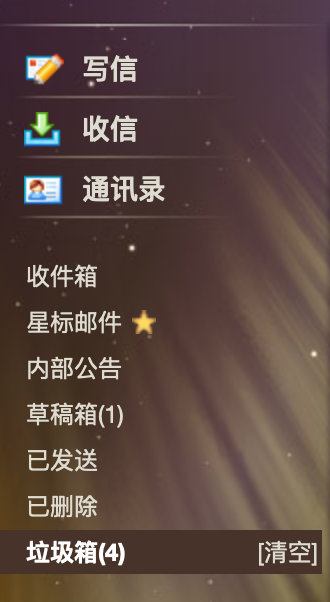 写信
收信
通讯录
收件箱
星标邮件
内部公告
草稿箱(1)
已发送
已删除
垃圾箱(4) [清空]